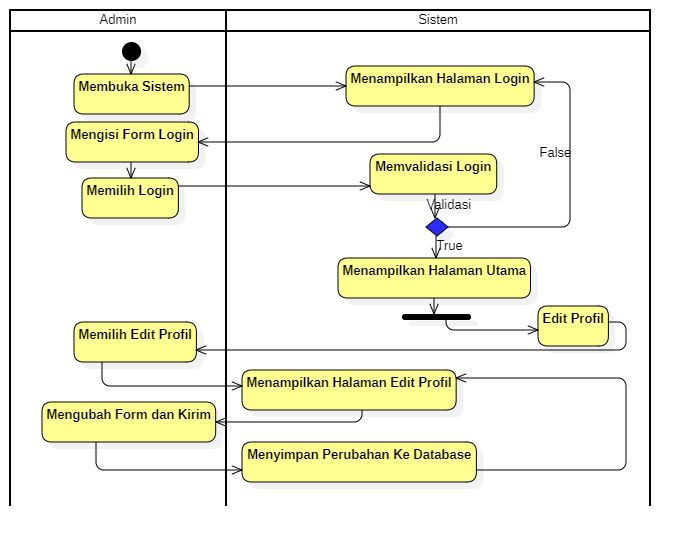 Admin
Sistem
Membuka Sistem
Menampilkan Halaman Login
Mengisi Form Login
False
Memvalidasi Login
Memilih Login
Validasi
True
Menampilkan Halaman Utama
Edit Profil
Memilih Edit Profil
Menampilkan Halaman Edit Profil
Mengubah Form dan Kirim
Menyimpan Perubahan Ke Database